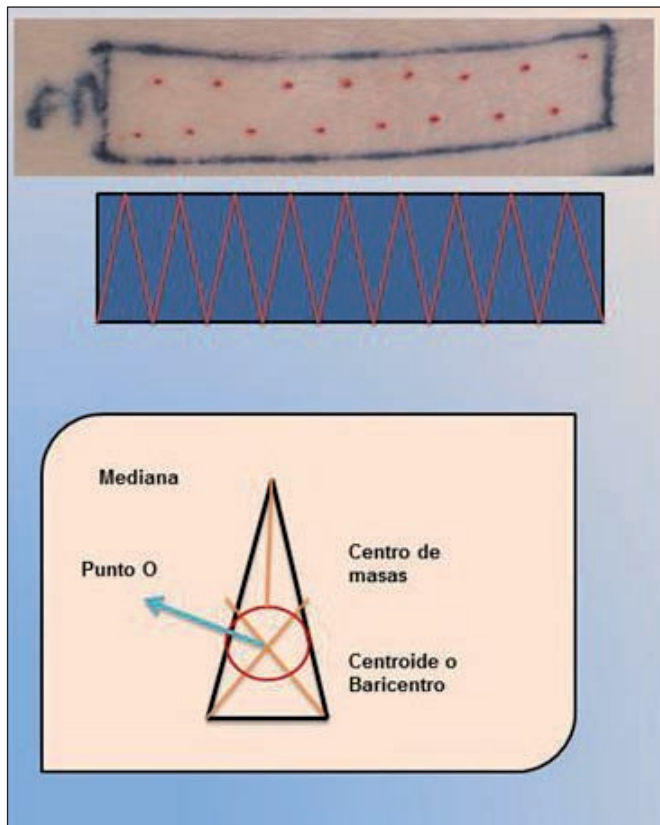 Mediana
Punto O
Centro de
masas
Centroide o
Baricentro